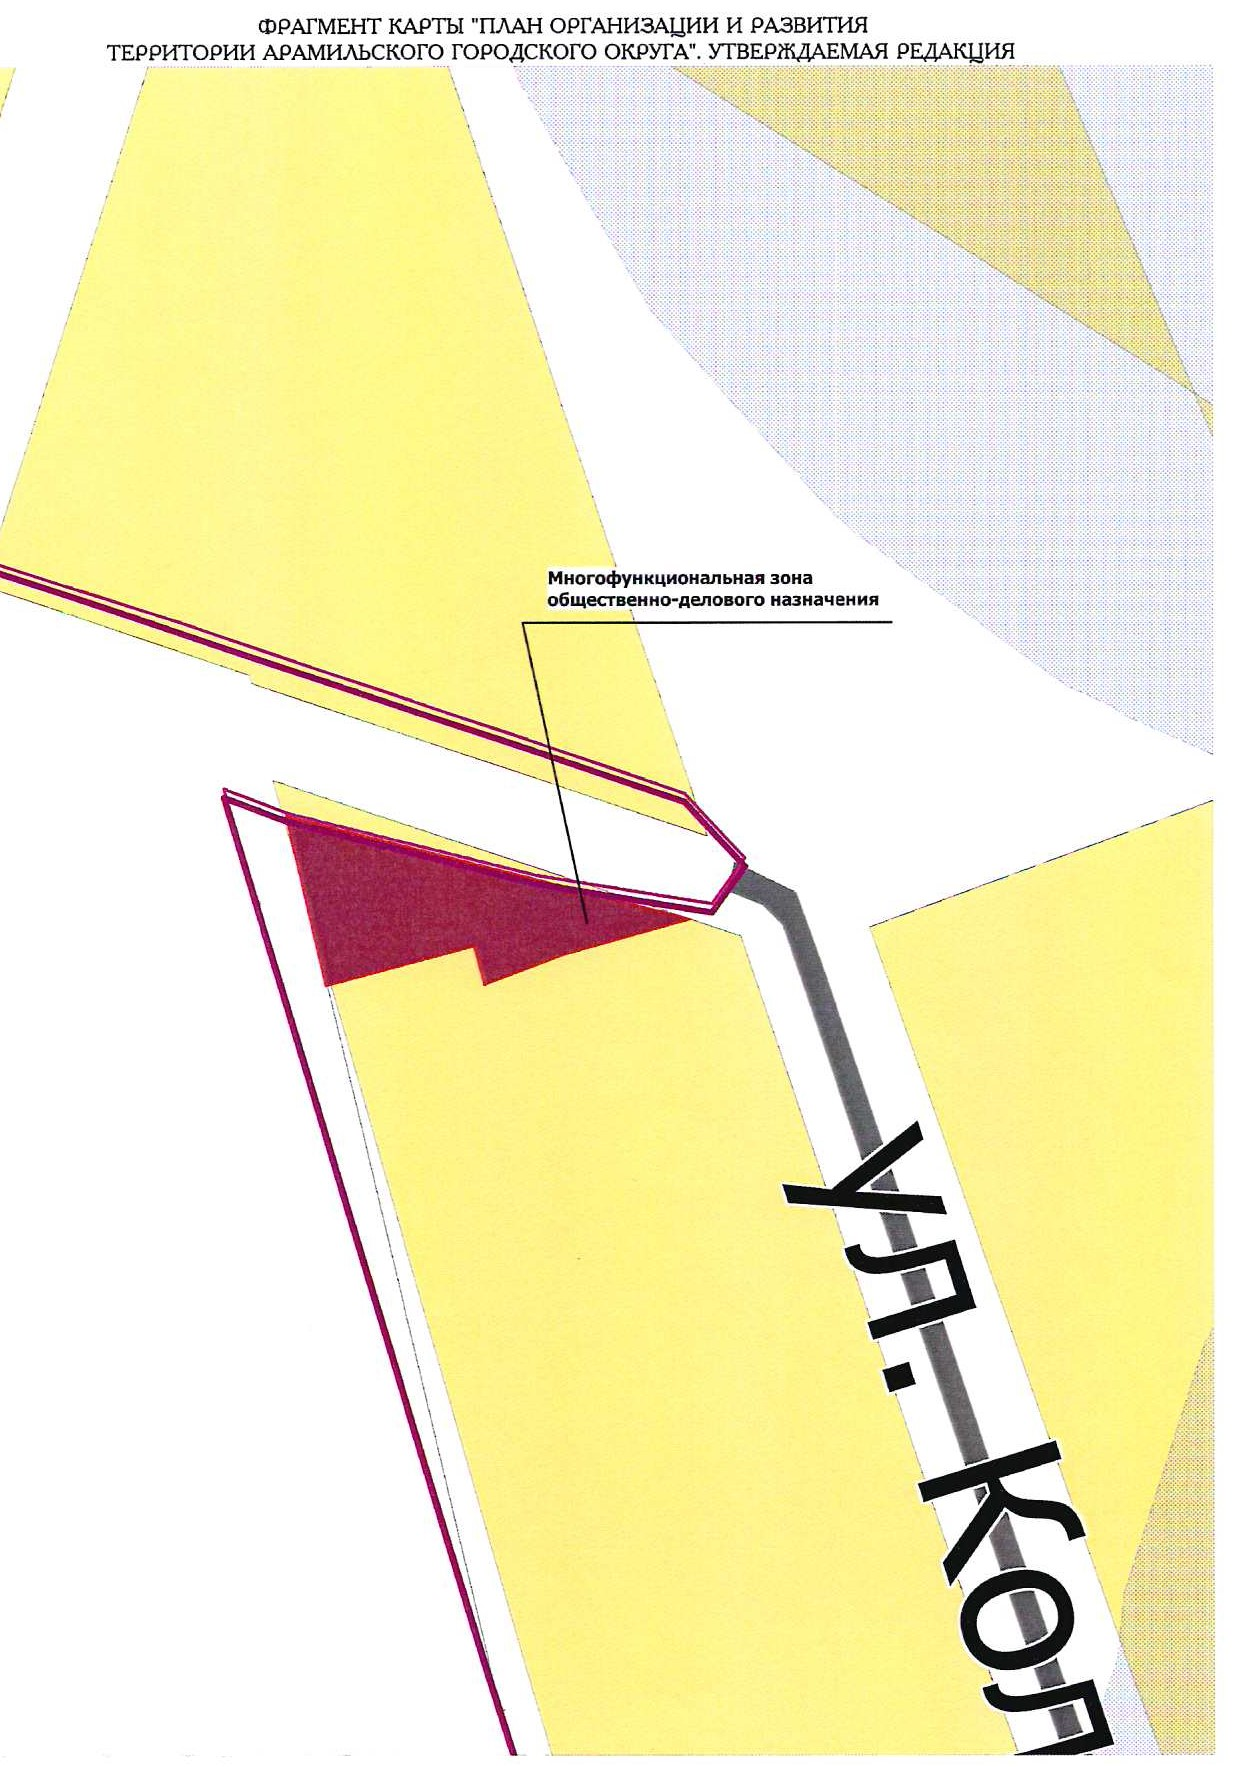 ФРАГМЕНТ КАРТЫ "ПЛАН ОРГАНИЗАЦИИ И РАЗВИТИЯ
ТЕРРИТОРИИ АРАМИЛЬСКОГО ГОРОДСКОГО ОКРУГА". УТВЕРЖДАЕМАЯ РЕДАКЦИЯ
Многофункциональная зона
общественно-делового назначения
ул. Кол